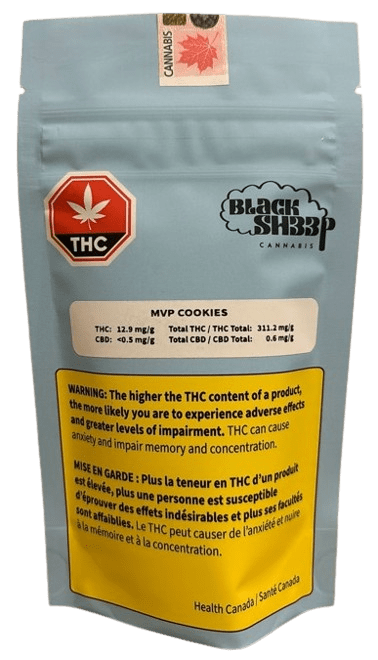 CANNABIS
THC
BLACK
SH33P
CANNABIS
MVP COOKIES
THC: 12.9 mg/g Total THC / THC Total: 311.2 mg/g
CBD: <0.5 mg/g Total CBD / CBD Total: 0.6 mg/g
WARNING: The higher the THC content of a product,
the more likely you are to experience adverse effects
and greater levels of impairment. THC can cause
anxiety and impair memory and concentration.
MISE EN GARDE : Plus la teneur en THC d'un produit
est élevée, plus une personne est susceptible
d'éprouver des effets indésirables et plus ses facultés
sont affaiblies. Le THC peut causer de l'anxiété et nuire
à la mémoire et à la concentration.
Health Canada / Santé Canada